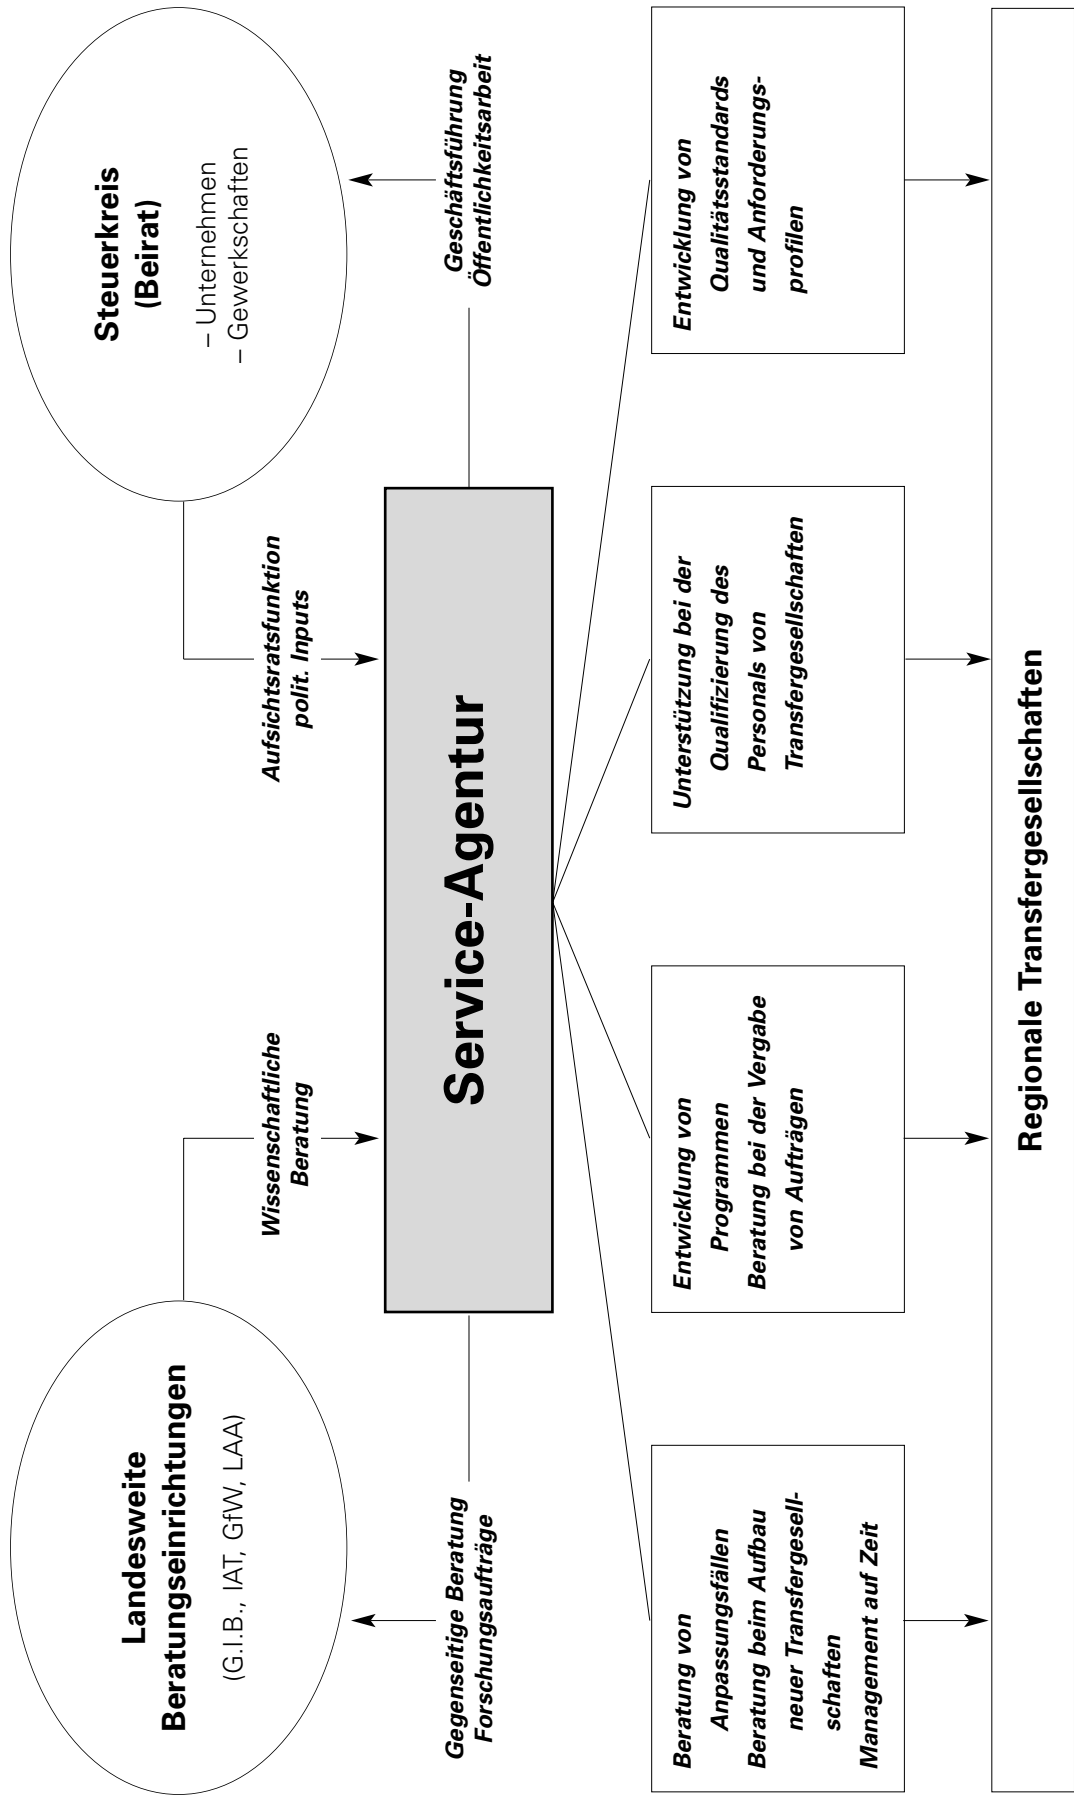 Landesweite
Beratungseinrichtungen
(G.I.B., IAT, GfW, LAA)
Steuerkreis
(Beirat)
– Unternehmen
– Gewerkschaften
Wissenschaftliche
Beratung
Aufsichtsratsfunktion
polit. Inputs
Gegenseitige Beratung
Forschungsaufträge
Service-Agentur
Geschäftsführung
Öffentlichkeitsarbeit
Beratung von
Anpassungsfällen
Beratung beim Aufbau
neuer Transfergesell-
schaften
Management auf Zeit
Entwicklung von
Programmen
Beratung bei der Vergabe
von Aufträgen
Unterstützung bei der
Qualifizierung des
Personals von
Transfergesellschaften
Entwicklung von
Qualitätsstandards
und Anforderungs-
profilen
Regionale Transfergesellschaften